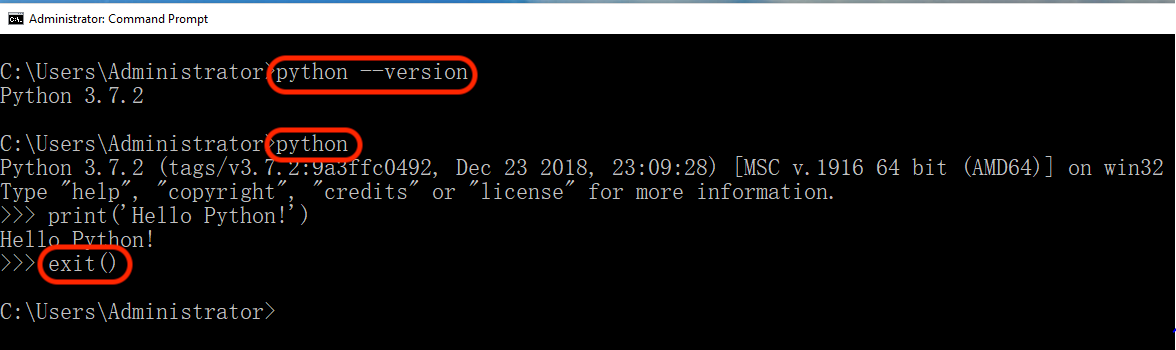 Administrator: Command Prompt
C:\Users\Administrator>python --version
Python 3.7.2
C:\Users\Administrator>python
Python 3.7.2 (tags/v3.7.2:9a3ffc0492, Dec 23 2018, 23:09:28) [MSC v.1916 64 bit (AMD64)] on win32
Type "help", "copyright", "credits" or "license" for more information.
>>> print('Hello Python!')
Hello Python!
>>> exit()
C:\Users\Administrator>